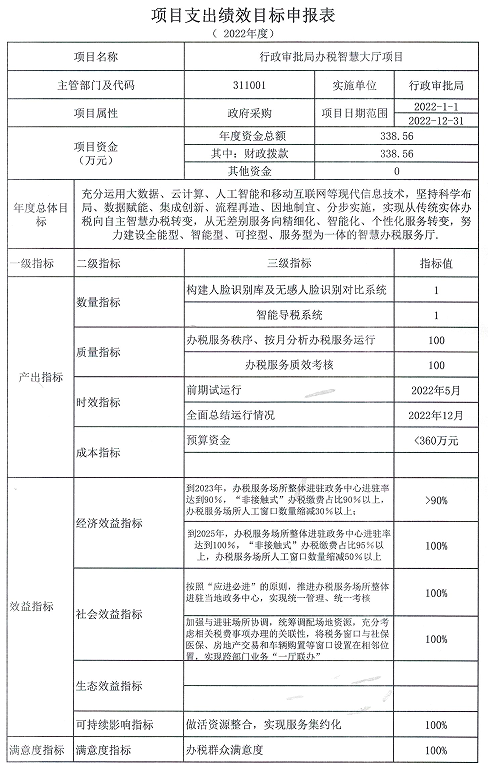 项目支出绩效目标申报表
（ 2022年度）
项目名称 行政审批局办税智慧大厅项目
主管部门及代码 311001 实施单位 行政审批局
项目属性 政府采购 项目日期范围 2022-1-1
2022-12-31
项目资金
（万元）
年度资金总额 338.56
其中: 财政拨款 338.56
其他资金 0
年度总体目
标
充分运用大数据、云计算、人工智能和移动互联网等现代信息技术, 坚持科学布
局、数据赋能、集成创新、流程再造、因地制宜、分步实施, 实现从传统实体办
税向自主智慧办税转变, 从无差别服务向精细化、智能化、个性化服务转变, 努
力建设全能型、智能型、可控型、服务型为一体的智慧办税服务厅.
一级指标 二级指标 三级指标 指标值
产出指标
数量指标
构建人脸识别库及无感人脸识别对比系统 1
智能导税系统 1
质量指标
办税服务秩序、按月分析办税服务运行 100
办税服务质效考核 100
时效指标
前期试运行 2022年5月
全面总结运行情况 2022年12月
成本指标
预算资金 <360万元
效益指标
经济效益指标
到2023年, 办税服务场所整体进驻政务中心进驻率
达到90%, “非接触式”办税缴费占比90%以上,
办税服务场所人工窗口数量缩减30%以上;
>90%
到2025年, 办税服务场所整体进驻政务中心进驻率
达到100%, “非接触式”办税缴费占比95%以
上, 办税服务场所人工窗口数量缩减50%以上
100%
社会效益指标
按照“应进必进”的原则, 推进办税服务场所整体
进驻当地政务中心, 实现统一管理、统一考核
100%
加强与进驻场所协调, 统筹调配场地资源, 充分考
虑相关税费事项办理的关联性, 将税务窗口与社保
医保、房地产交易和车辆购置等窗口设置在相邻位
置, 实现跨部门业务“一厅联办”
100%
生态效益指标
可持续影响指标 做活资源整合, 实现服务集约化 100%
满意度指标 满意度指标 办税群众满意度 100%